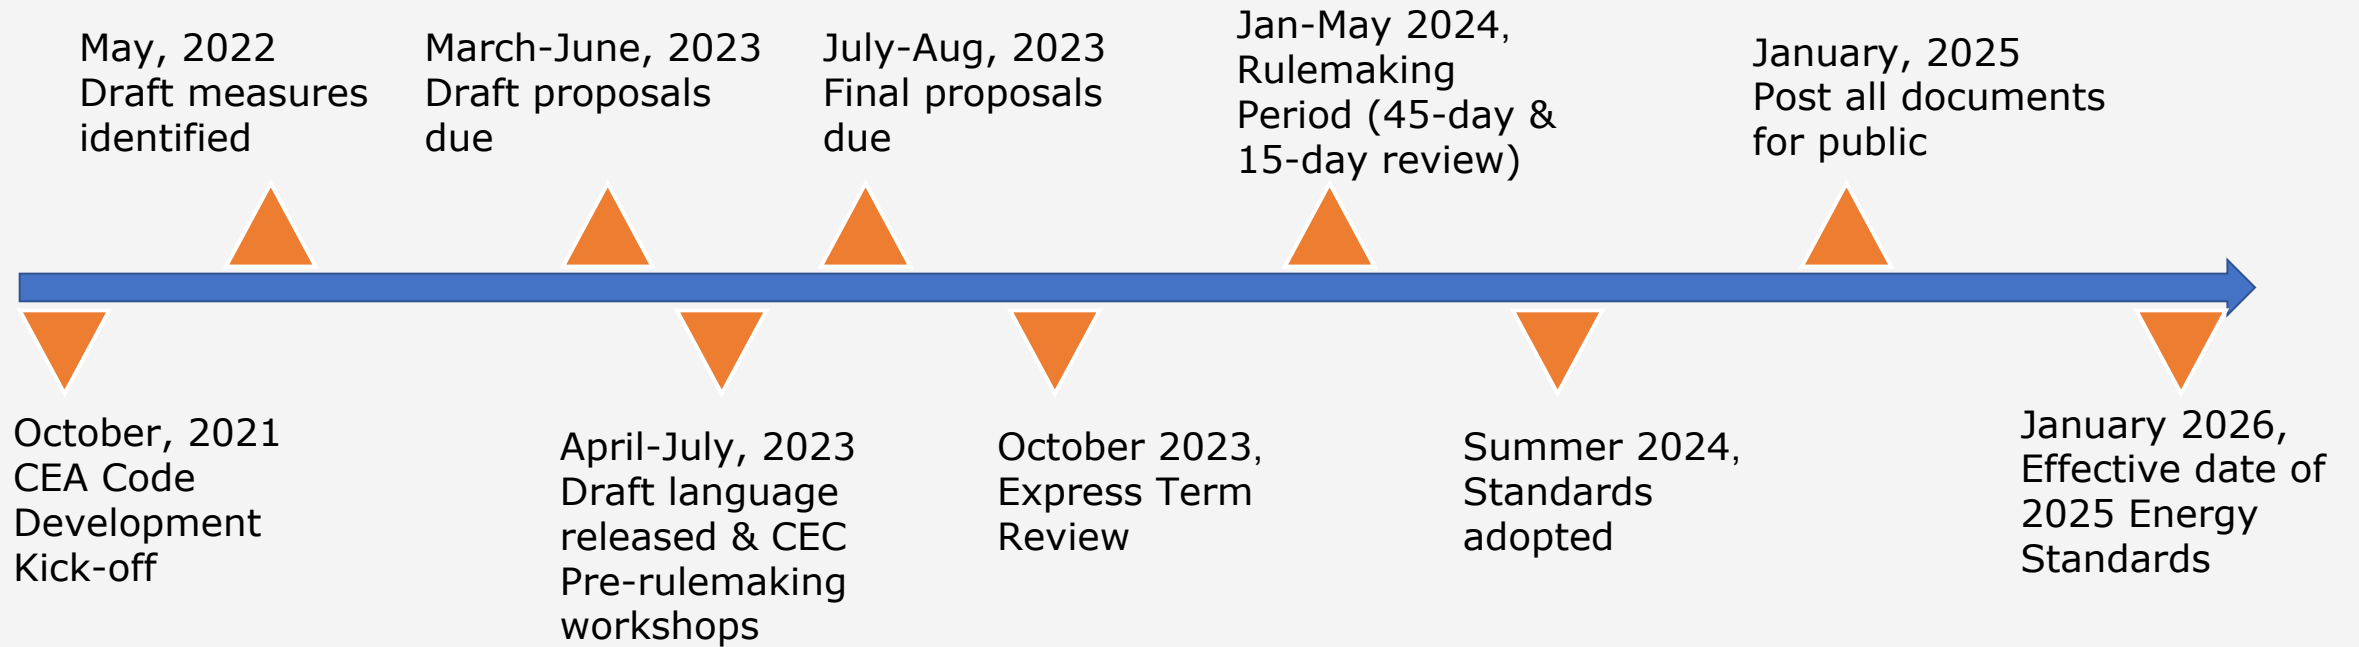 May, 2022
Draft measures
identified
March-June, 2023
Draft proposals
due
July-Aug, 2023
Final proposals
due
Jan-May 2024,
Rulemaking
Period (45-day &
15-day review)
January, 2025
Post all documents
for public
October, 2021
CEA Code
Development
Kick-off
April-July, 2023
Draft language
released & CEC
Pre-rulemaking
workshops
October 2023,
Express Term
Review
Summer 2024,
Standards
adopted
January 2026,
Effective date of
2025 Energy
Standards